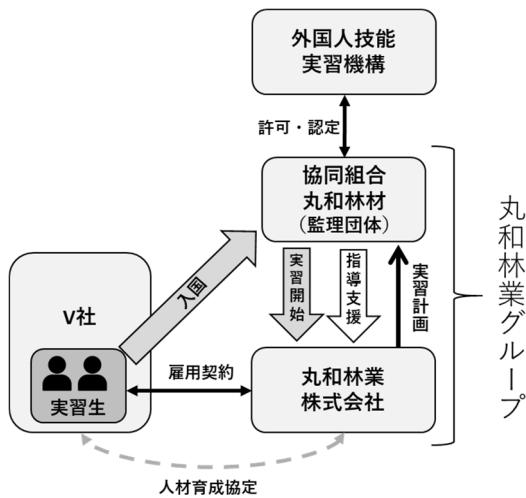 外国人技能
実習機構
許可・認定
協同組合
丸和林材
（監理団体）
丸和林業グループ
入国
実習開始
指導支援
実習計画
V社
実習生
雇用契約
丸和林業
株式会社
人材育成協定